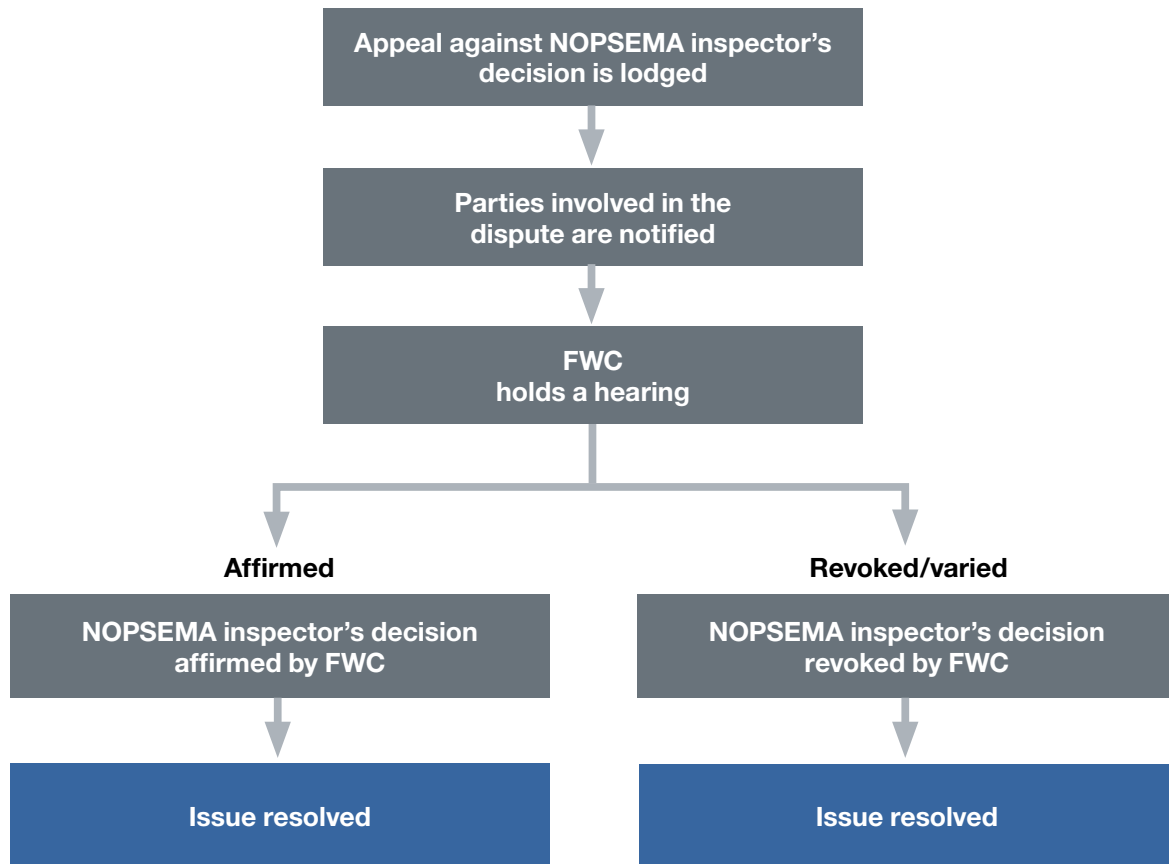 Appeal against NOPSEMA inspector’s
decision is lodged
Parties involved in the
dispute are notified
FWC
holds a hearing
Affirmed
NOPSEMA inspector’s decision
affirmed by FWC
Issue resolved
Revoked/varied
NOPSEMA inspector’s decision
revoked by FWC
Issue resolved